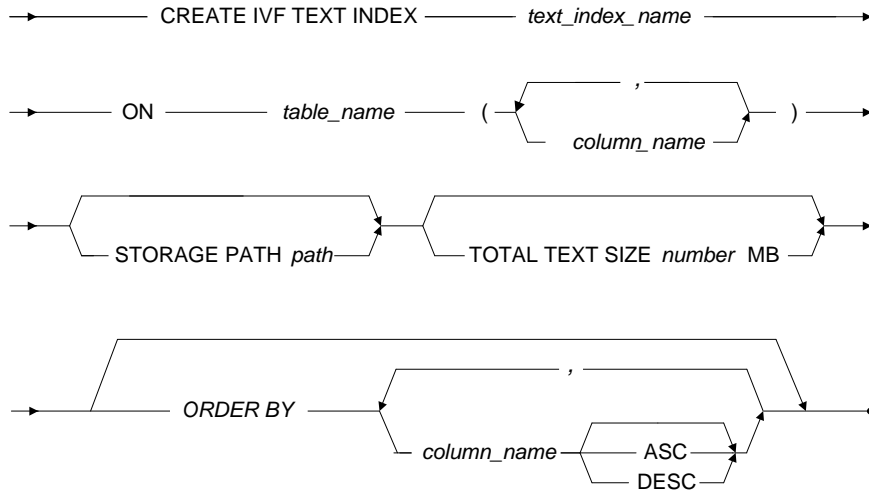 CREATE IVF TEXT INDEX text_index_name
,
ON table_name ( column_name )
STORAGE PATH path TOTAL TEXT SIZE number MB
,
ORDER BY
column_name ASC
DESC